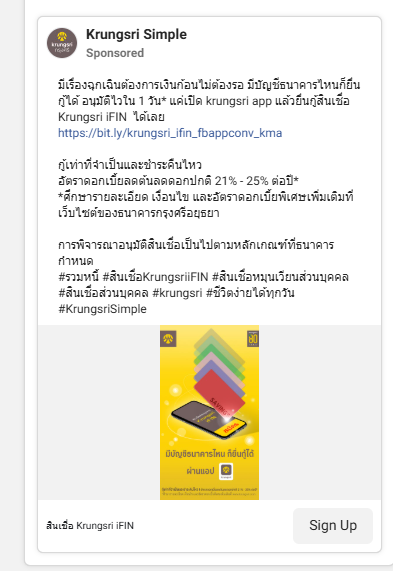 Krungsri Simple
Sponsored
krungsri
กรุงศรี
มีเรื่องฉุกเฉินต้องการเงินก้อนไม่ต้องรอ มีบัญชีธนาคารไหนก็ยื่น
กู้ได้ อนุมัติไวใน 1 วัน* แค่เปิด krungsri app แล้วยื่นกู้สินเชื่อ
Krungsri iFIN ได้เลย
https://bit.ly/krungsri_ifin_fbappconv_kma
กู้เท่าที่จำเป็นและชำระคืนไหว
อัตราดอกเบี้ยลดต้นลดดอกปกติ 21% - 25% ต่อปี*
*ศึกษารายละเอียด เงื่อนไข และอัตราดอกเบี้ยพิเศษเพิ่มเติมที่
เว็บไซต์ของธนาคารกรุงศรีอยุธยา
การพิจารณาอนุมัติสินเชื่อเป็นไปตามหลักเกณฑ์ที่ธนาคาร
กำหนด
#รวมหนี้ #สินเชื่อKrungsriiFIN #สินเชื่อหมุนเวียนส่วนบุคคล
#สินเชื่อส่วนบุคคล #krungsri #ชีวิตง่ายได้ทุกวัน
#KrungsriSimple
มีบัญชีธนาคารไหน ก็ยื่นกู้ได้
ผ่านแอป
สินเชื่อ Krungsri iFIN
Sign Up